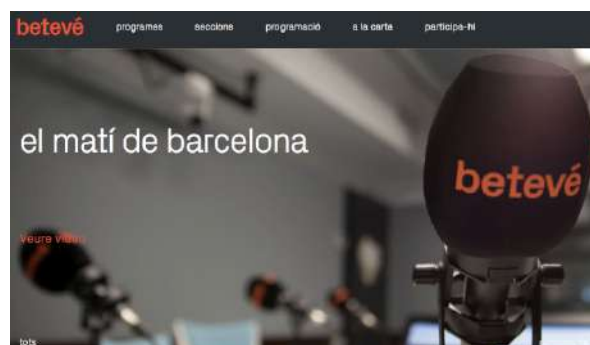 betevé programes seccions programació a la carta participa-hi
el matí de barcelona
betevé
Veure vídeo
tots